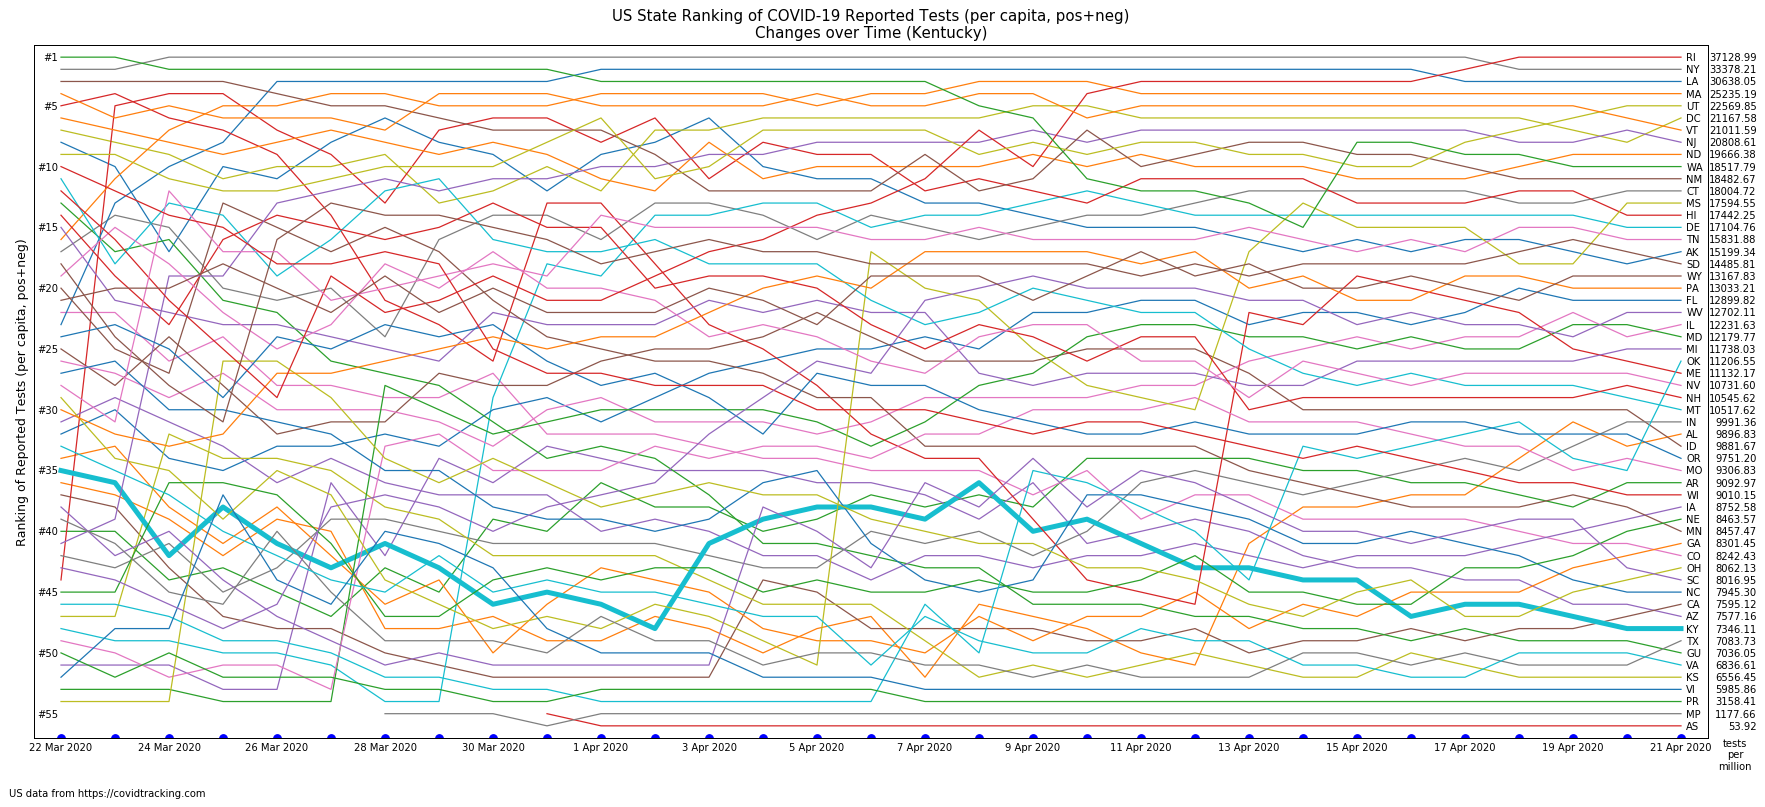 US State Ranking of COVID-19 Reported Tests (per capita, pos+neg)
Changes over Time (Kentucky)
Ranking of Reported Tests (per capita, pos+neg)
#1
#5
#10
#15
#20
#25
#30
#35
#40
#45
#50
#55
RI 37128.99
NY 33378.21
LA 30638.05
MA 25235.19
UT 22569.85
DC 21167.58
VT 21011.59
NJ 20808.61
ND 19666.38
WA 18517.79
NM 18482.67
CT 18004.72
MS 17594.55
HI 17442.25
DE 17104.76
TN 15831.88
AK 15199.34
SD 14485.81
WY 13167.83
PA 13033.21
FL 12899.82
WV 12702.11
IL 12231.63
MD 12179.77
MI 11738.03
OK 11206.55
ME 11132.17
NV 10731.60
NH 10545.62
MT 10517.62
IN 9991.36
AL 9896.83
ID 9881.67
OR 9751.20
MO 9306.83
AR 9092.97
WI 9010.15
IA 8752.58
NE 8463.57
MN 8457.47
GA 8301.45
CO 8242.43
OH 8062.13
SC 8016.95
NC 7945.30
CA 7595.12
AZ 7577.16
KY 7346.11
TX 7083.73
GU 7036.05
VA 6836.61
KS 6556.45
VI 5985.86
PR 3158.41
MP 1177.66
AS 53.92
22 Mar 2020 24 Mar 2020 26 Mar 2020 28 Mar 2020 30 Mar 2020 1 Apr 2020 3 Apr 2020 5 Apr 2020 7 Apr 2020 9 Apr 2020 11 Apr 2020 13 Apr 2020 15 Apr 2020 17 Apr 2020 19 Apr 2020 21 Apr 2020
tests
per
million
US data from https://covidtracking.com